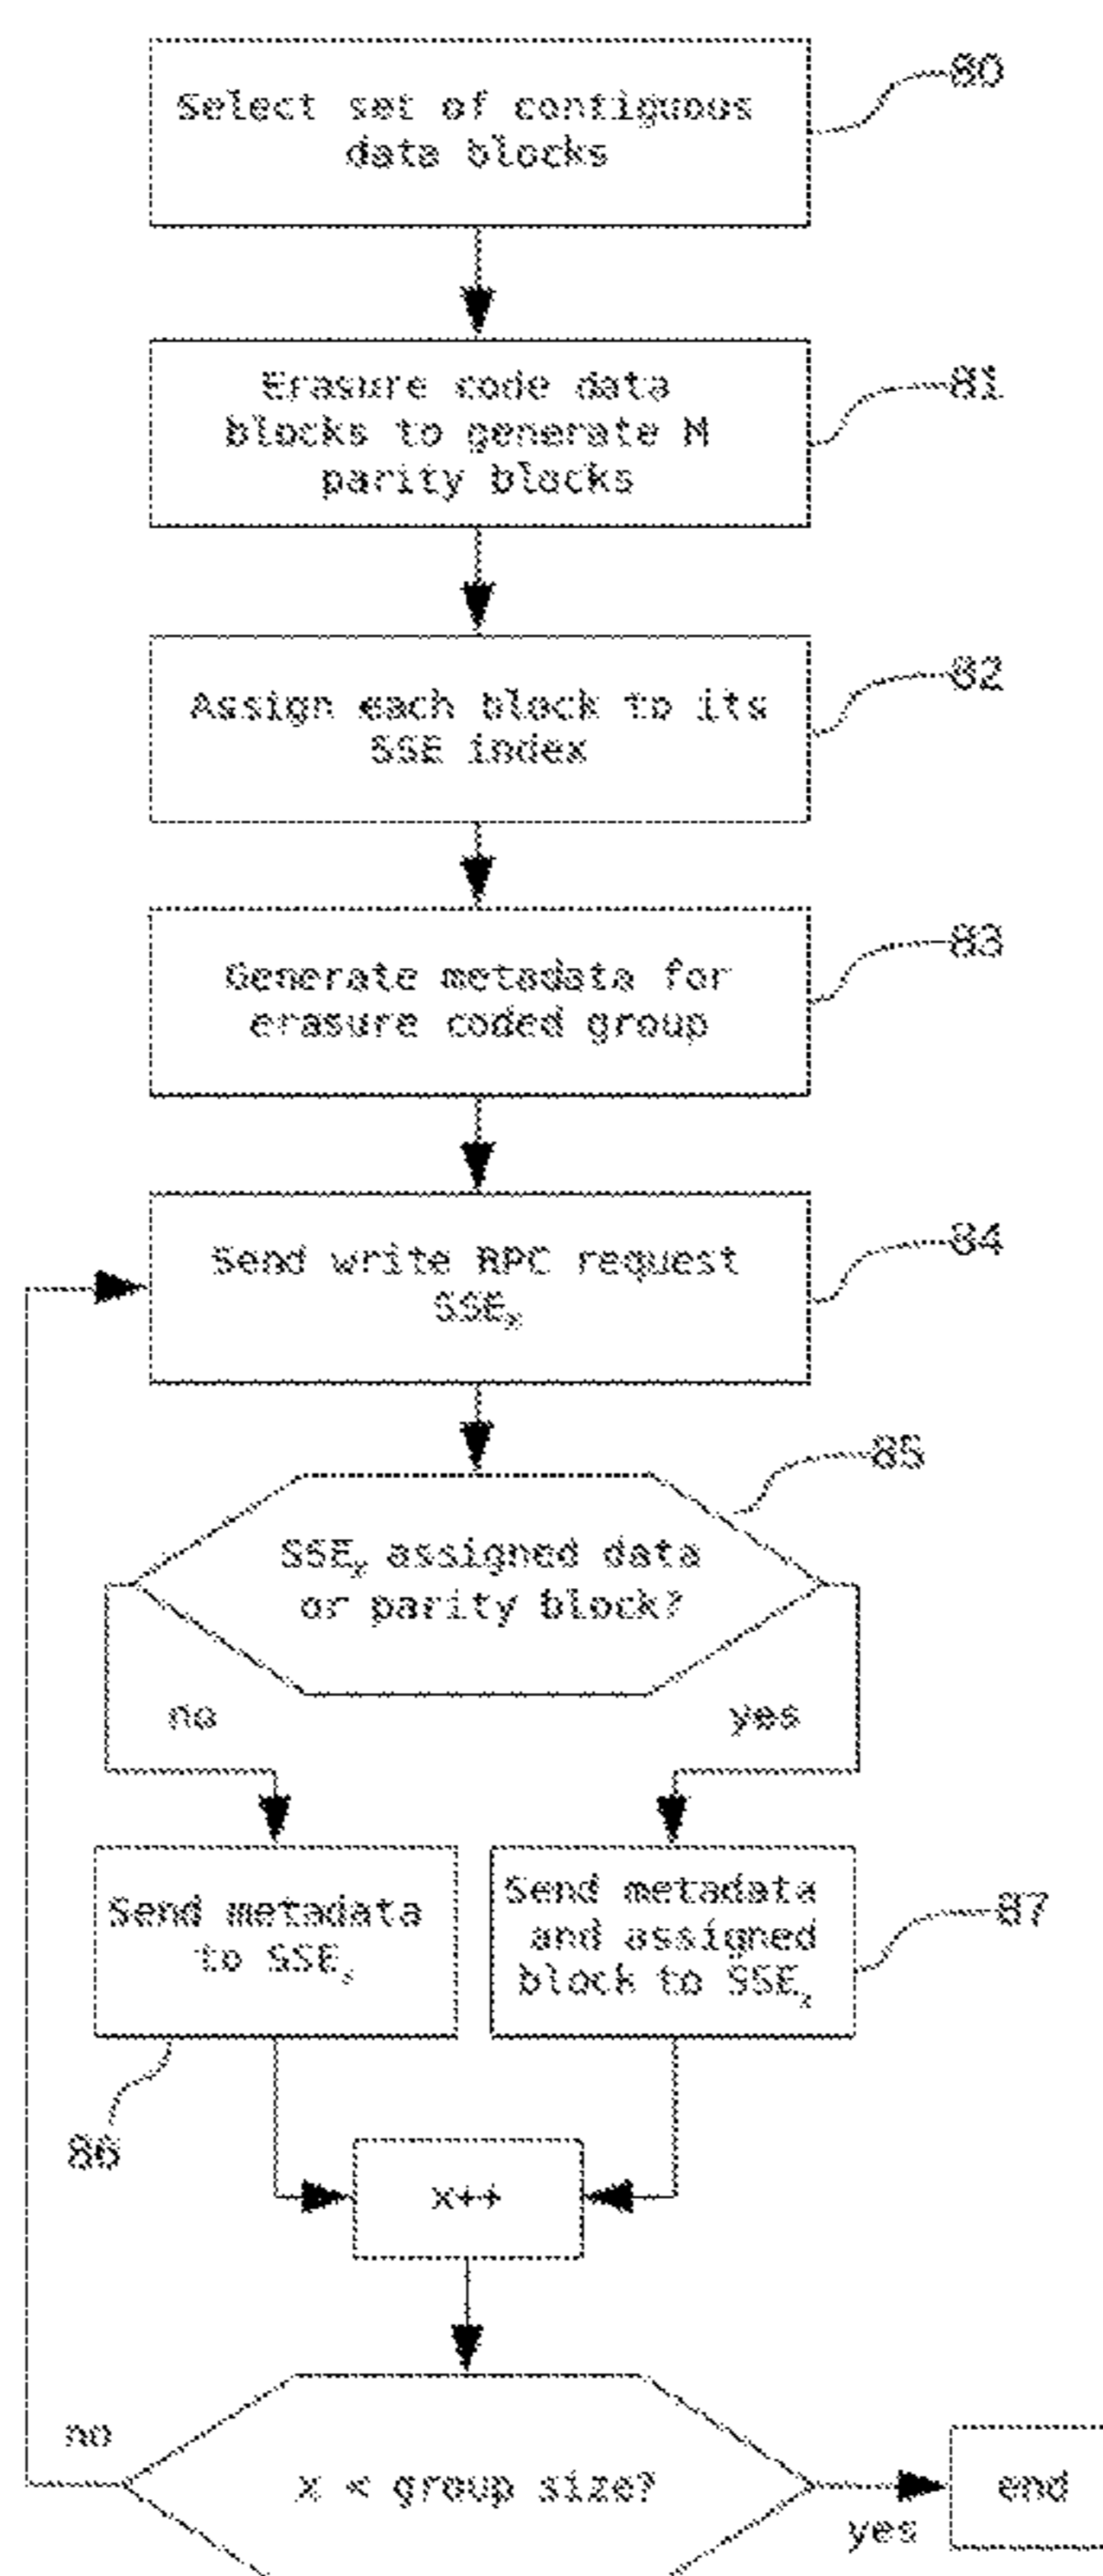 Select set of contiguous
data blocks
80
Erasure code data
blocks to generate M
parity blocks
81
Assign each block to its
SSE index
82
Generate metadata for
erasure coded group
83
Send write RPC request
SSEₓ
84
SSEₓ assigned data
or parity block?
85
no
yes
Send metadata
to SSEₓ
86
Send metadata
and assigned
block to SSEₓ
87
x++
x < group size?
no
yes
end